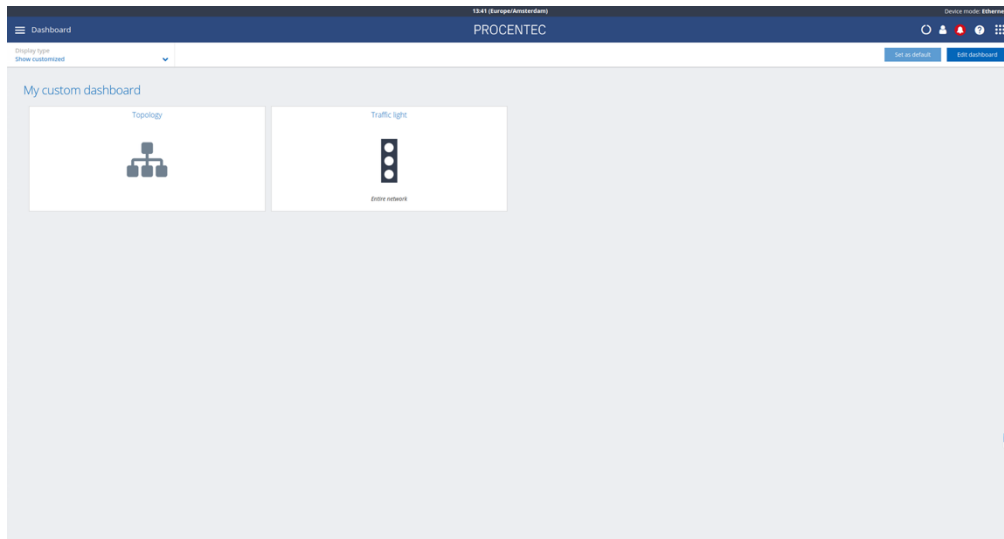 13:41 (Europe/Amsterdam)
Device mode: Etherne
Dashboard
PROCENTEC
Display type
Show customized
Set as default
Edit dashboard
My custom dashboard
Topology
Traffic light
Entire network